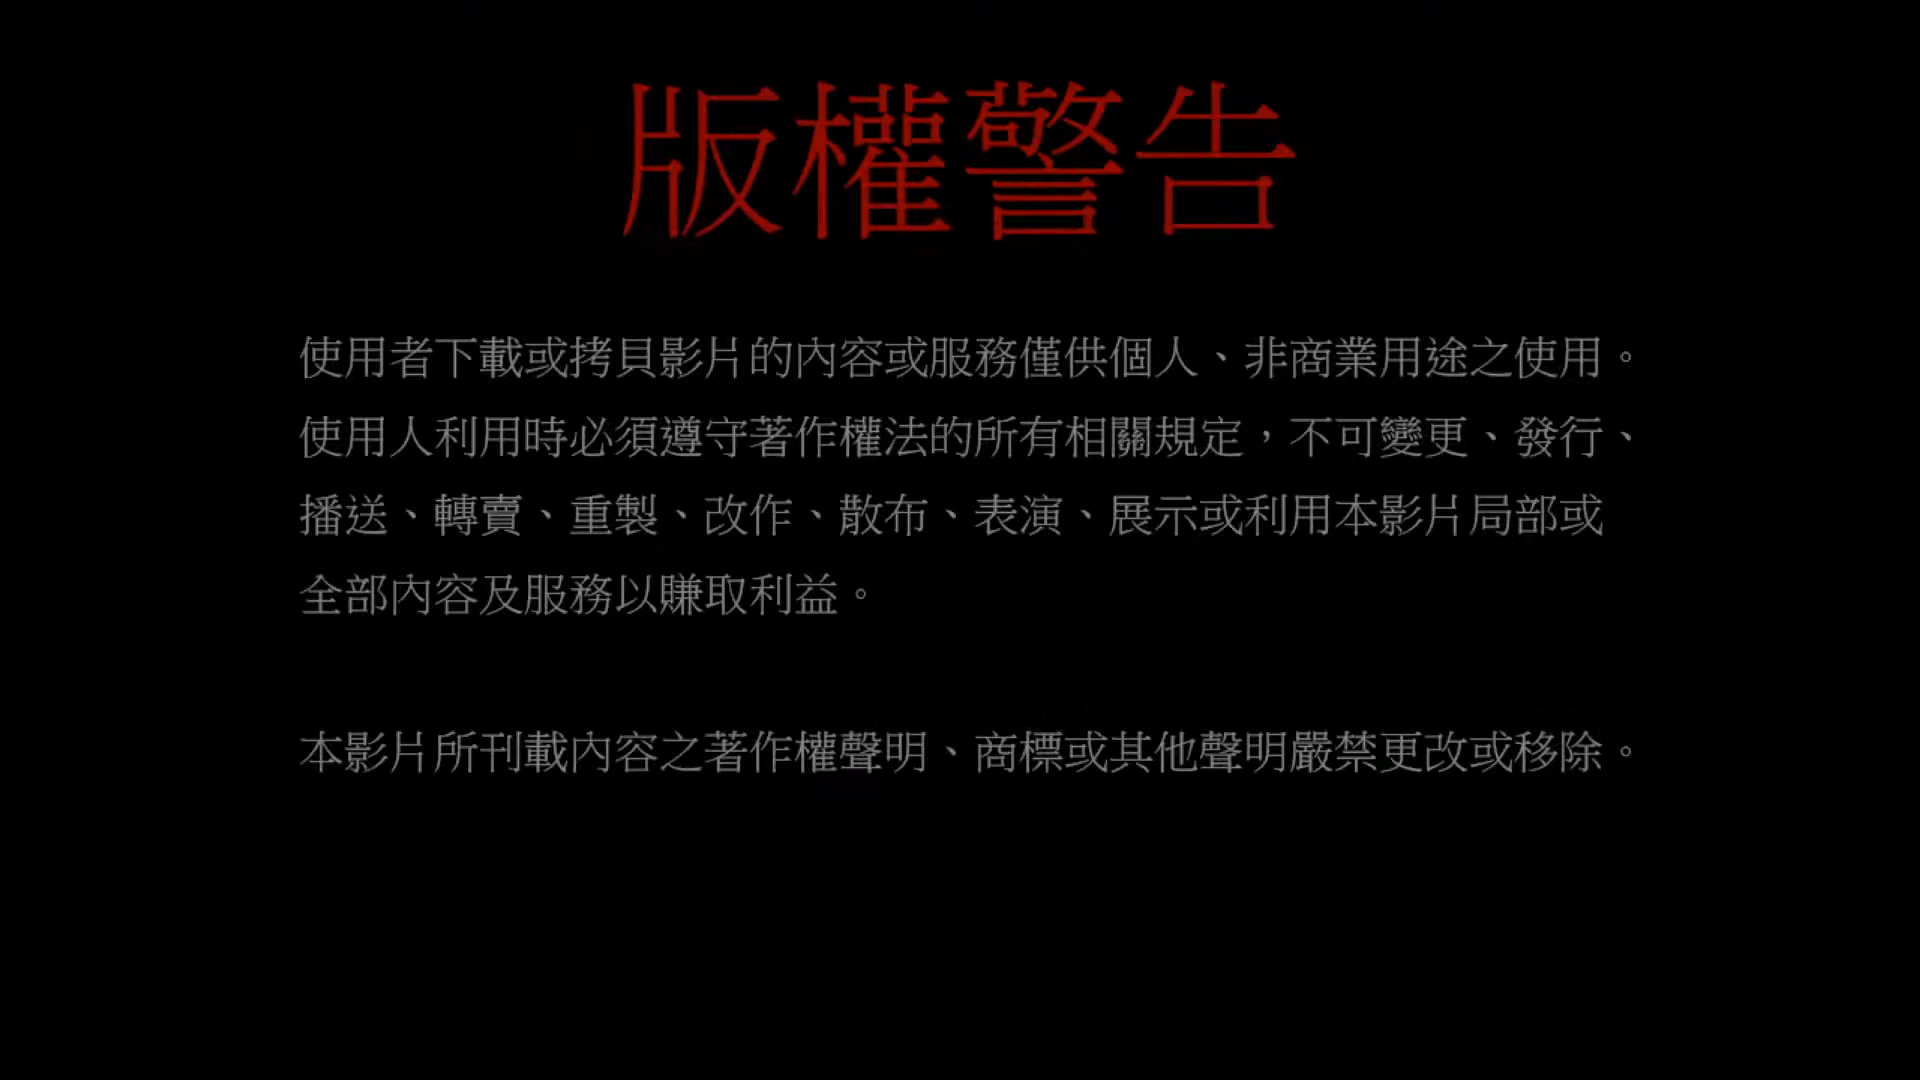 版權警告
使用者下載或拷貝影片的內容或服務僅供個人、非商業用途之使用。
使用人利用時必須遵守著作權法的所有相關規定，不可變更、發行、
播送、轉賣、重製、改作、散布、表演、展示或利用本影片局部或
全部內容及服務以賺取利益。
本影片所刊載內容之著作權聲明、商標或其他聲明嚴禁更改或移除。